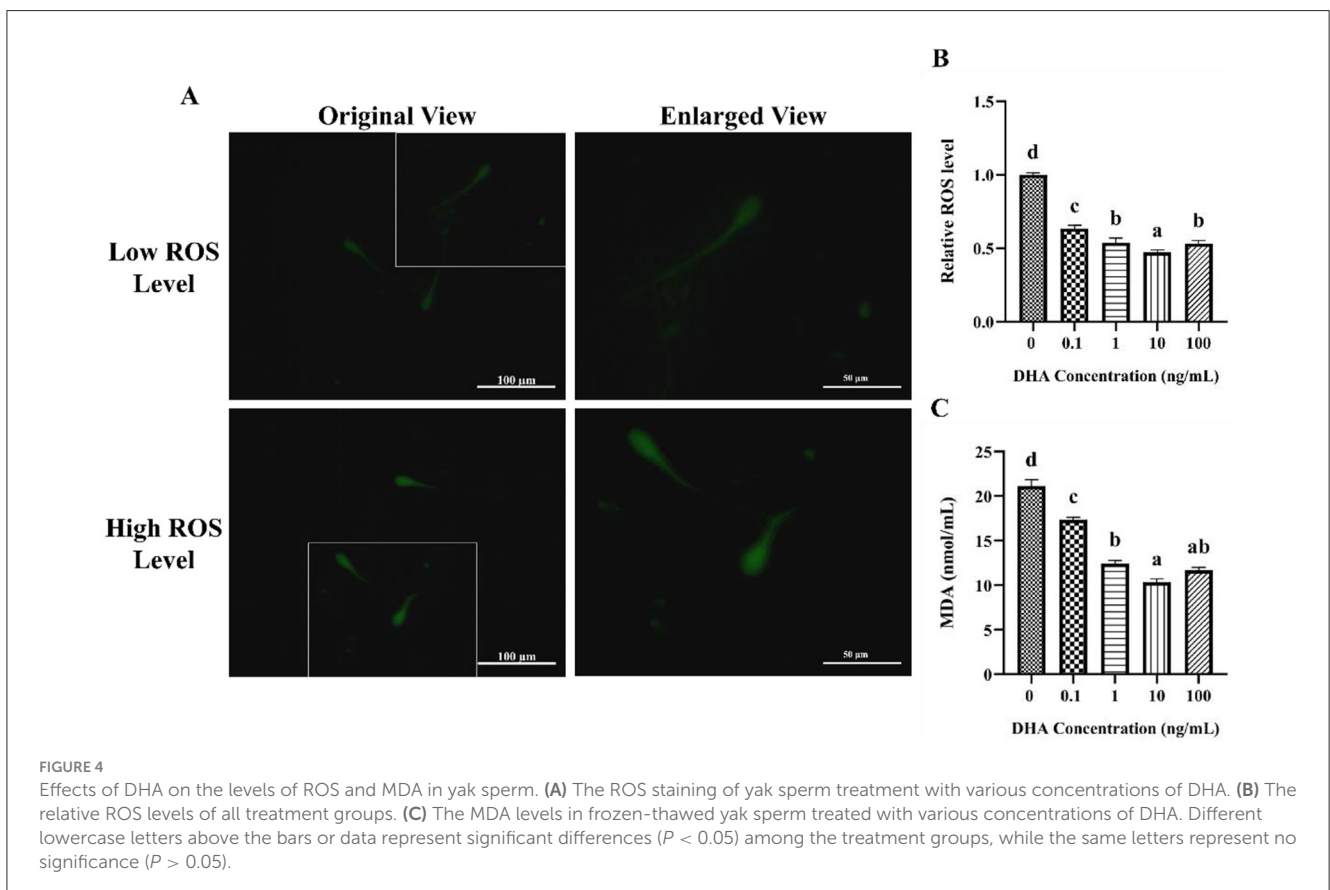 A
Original View
Enlarged View
Low ROS
Level
100 μm
50 μm
High ROS
Level
100 μm
50 μm
B
Relative ROS level
1.5
1.0
0.5
0.0
d
c
b
a
b
0 0.1 1 10 100
DHA Concentration (ng/mL)
C
MDA (nmol/mL)
25
20
15
10
5
0
d
c
b
a
ab
0 0.1 1 10 100
DHA Concentration (ng/mL)
FIGURE 4
Effects of DHA on the levels of ROS and MDA in yak sperm. (A) The ROS staining of yak sperm treatment with various concentrations of DHA. (B) The
relative ROS levels of all treatment groups. (C) The MDA levels in frozen-thawed yak sperm treated with various concentrations of DHA. Different
lowercase letters above the bars or data represent significant differences (P < 0.05) among the treatment groups, while the same letters represent no
significance (P > 0.05).